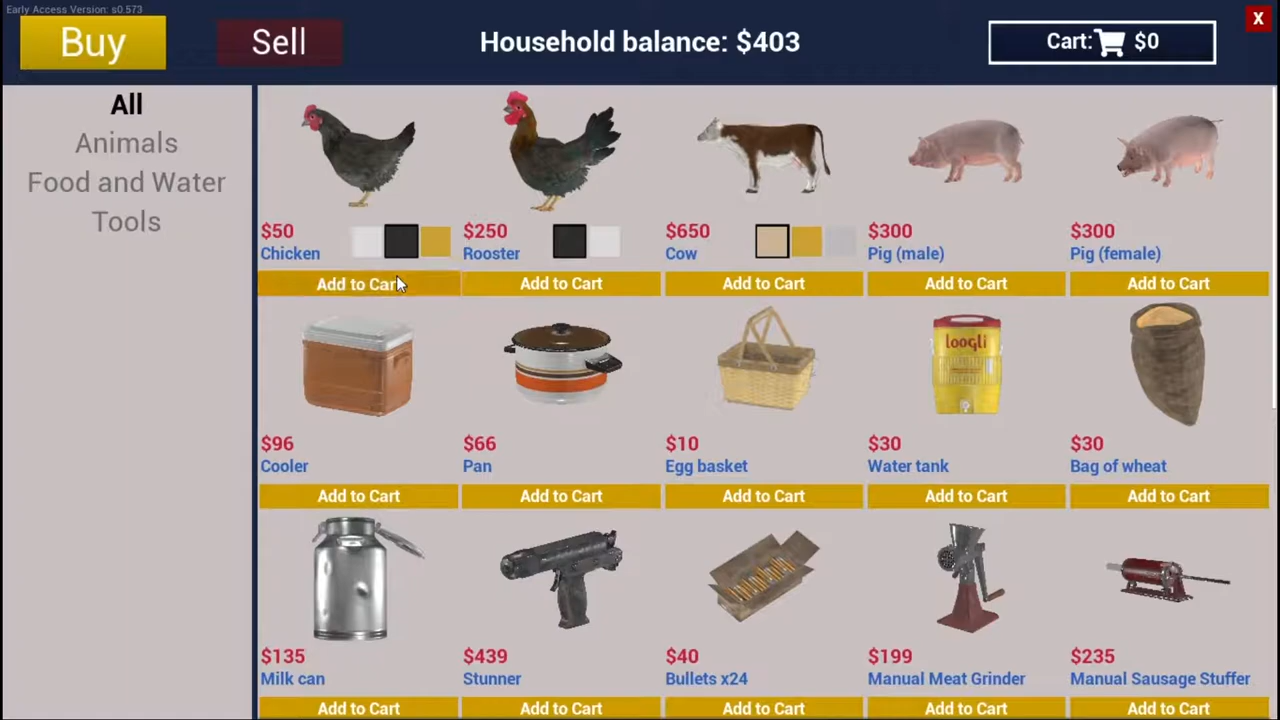 Early Access Version: s0.573
Buy
Sell
Household balance: $403
Cart: $0
X
All
Animals
Food and Water
Tools
$50
Chicken
$250
Rooster
$650
Cow
$300
Pig (male)
$300
Pig (female)
Add to Cart
Add to Cart
Add to Cart
Add to Cart
Add to Cart
loogli
$96
Cooler
$66
Pan
$10
Egg basket
$30
Water tank
$30
Bag of wheat
Add to Cart
Add to Cart
Add to Cart
Add to Cart
Add to Cart
$135
Milk can
$439
Stunner
$40
Bullets x24
$199
Manual Meat Grinder
$235
Manual Sausage Stuffer
Add to Cart
Add to Cart
Add to Cart
Add to Cart
Add to Cart